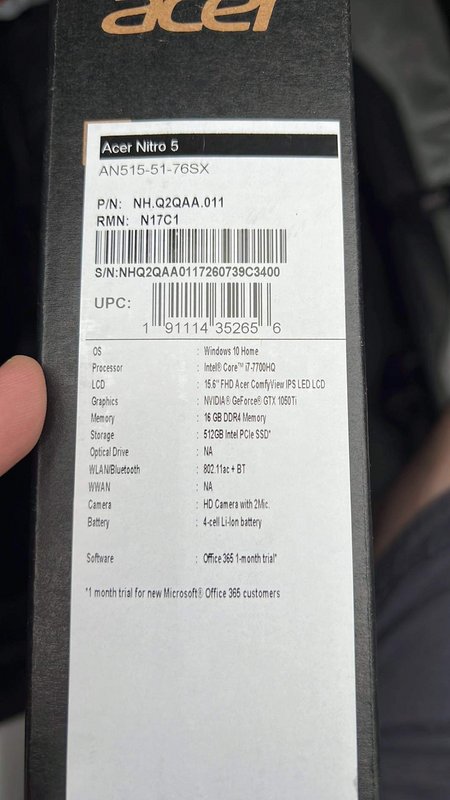 acer
Acer Nitro 5
AN515-51-76SX
P/N: NH.Q2QAA.011
RMN: N17C1
S/N:NHQ2QAA0117260739C3400
UPC:
1 91114 35265 6
OS : Windows 10 Home
Processor : Intel® Core™ i7-7700HQ
LCD : 15.6" FHD Acer ComfyView IPS LED LCD
Graphics : NVIDIA® GeForce® GTX 1050Ti
Memory : 16 GB DDR4 Memory
Storage : 512GB Intel PCIe SSD*
Optical Drive : NA
WLAN/Bluetooth : 802.11ac + BT
WWAN : NA
Camera : HD Camera with 2Mic.
Battery : 4-cell Li-Ion battery
Software : Office 365 1-month trial*
*1 month trial for new Microsoft® Office 365 customers